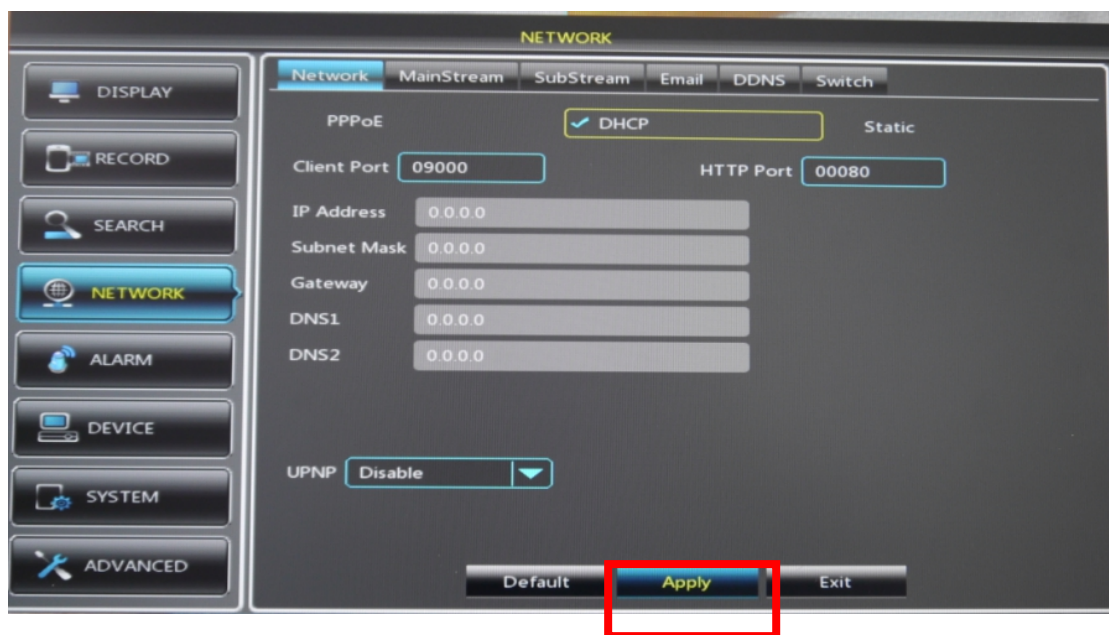 NETWORK
DISPLAY
RECORD
SEARCH
NETWORK
ALARM
DEVICE
SYSTEM
ADVANCED
Network MainStream SubStream Email DDNS Switch
PPPoE DHCP Static
Client Port 09000 HTTP Port 00080
IP Address 0.0.0.0
Subnet Mask 0.0.0.0
Gateway 0.0.0.0
DNS1 0.0.0.0
DNS2 0.0.0.0
UPNP Disable
Default Apply Exit